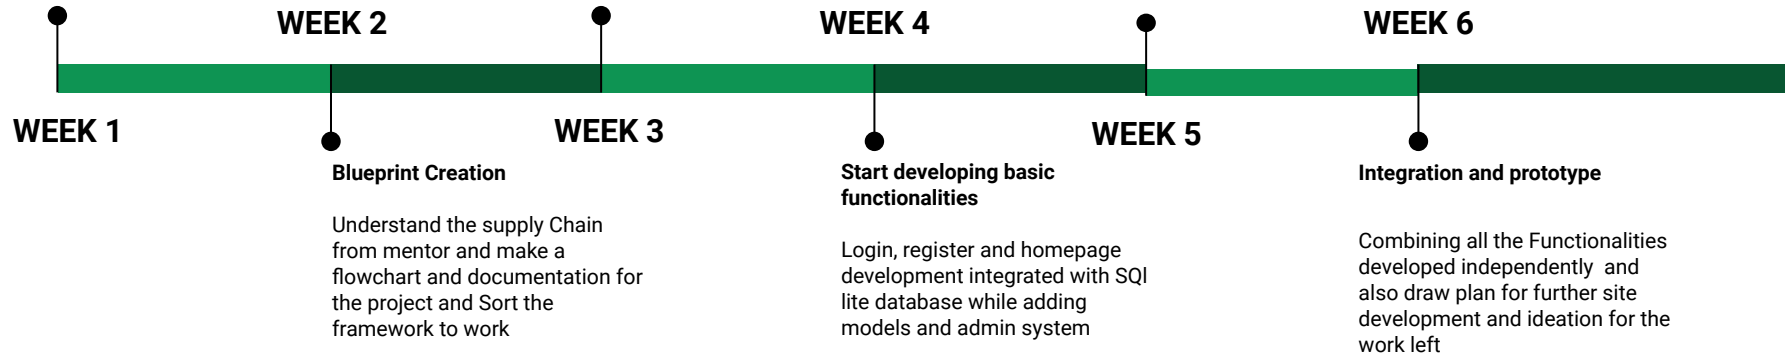 WEEK 2
WEEK 4
WEEK 6
WEEK 1
WEEK 3
WEEK 5
Blueprint Creation
Understand the supply Chain
from mentor and make a
flowchart and documentation for
the project and Sort the
framework to work
Start developing basic
functionalities
Login, register and homepage
development integrated with SQl
lite database while adding
models and admin system
Integration and prototype
Combining all the Functionalities
developed independently  and
also draw plan for further site
development and ideation for the
work left